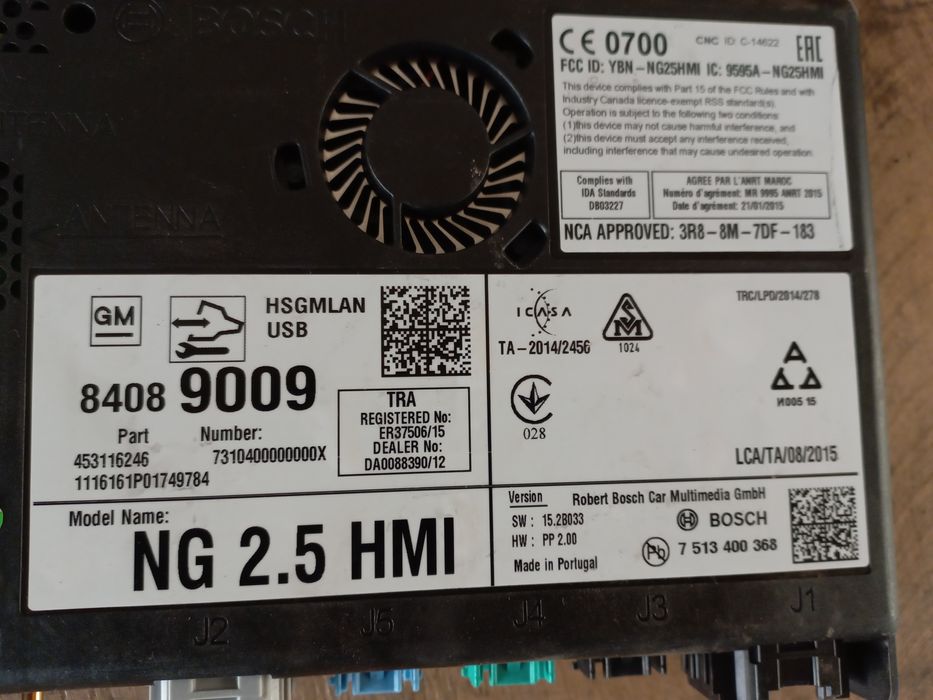 BOSCH
ANTENNA
ANTENNA
CE 0700 CNC ID: C-14622 EAC
FCC ID: YBN-NG25HMI IC: 9595A-NG25HMI
This device complies with Part 15 of the FCC Rules and with
Industry Canada licence-exempt RSS standard(s).
Operation is subject to the following two conditions:
(1)this device may not cause harmful interference, and
(2)this device must accept any interference received,
including interference that may cause undesired operation.
Complies with
IDA Standards
DB03227
AGREE PAR L'ANRT MAROC
Numéro d'agrément: MR 9995 ANRT 2015
Date d'agrément: 21/01/2015
NCA APPROVED: 3R8-8M-7DF-183
GM
HSGMLAN
USB
8408 9009
Part Number:
453116246 7310400000000X
1116161P01749784
TRA
REGISTERED No:
ER37506/15
DEALER No:
DA0088390/12
ICASA
TA-2014/2456
SM
1024
TRC/LPD/2014/278
028
И005 15
LCA/TA/08/2015
Model Name:
NG 2.5 HMI
Version Robert Bosch Car Multimedia GmbH
SW : 15.2B033
HW : PP 2.00
BOSCH
Pb 7 513 400 368
Made in Portugal
J2 J5 J4 J3 J1